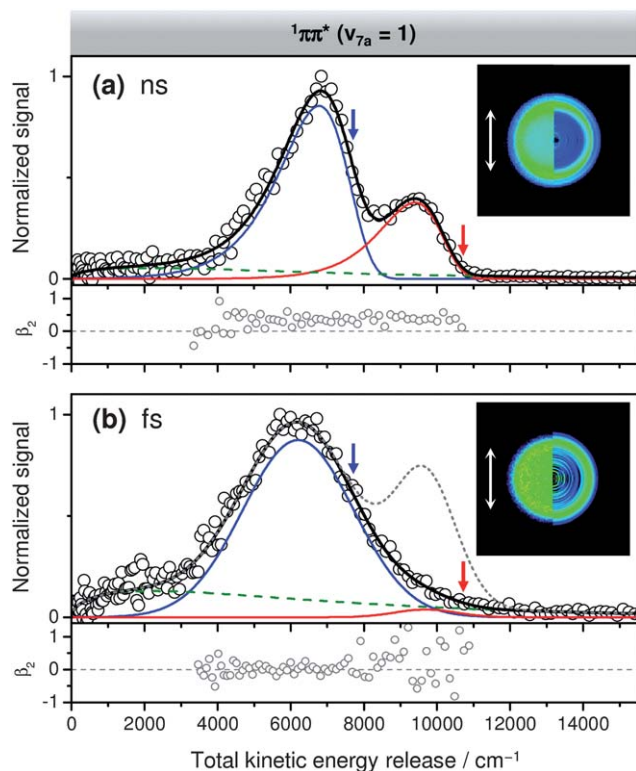 ¹ππ* (v₇ₐ = 1)
(a) ns
Normalized signal
1
0
β₂
1
0
-1
(b) fs
Normalized signal
1
0
β₂
1
0
-1
0 2000 4000 6000 8000 10000 12000 14000
Total kinetic energy release / cm⁻¹